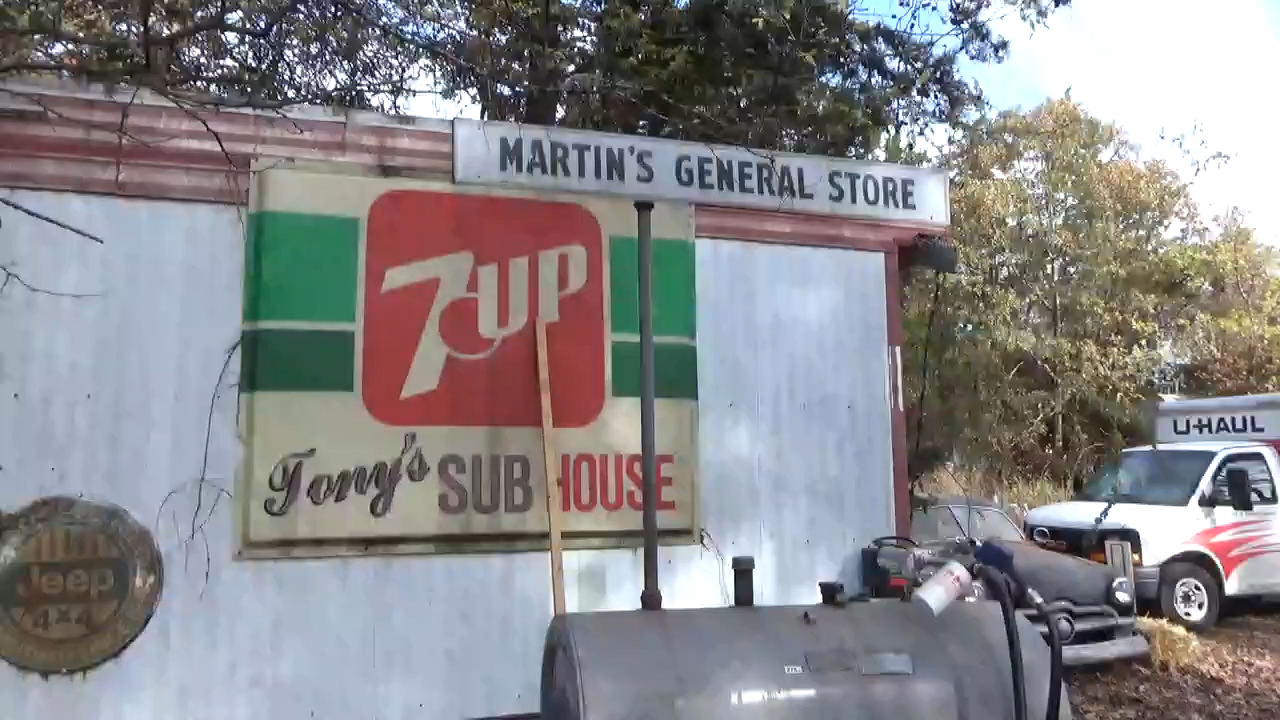 MARTIN'S GENERAL STORE
7UP
Tony's SUB HOUSE
Jeep
4x4
U-HAUL